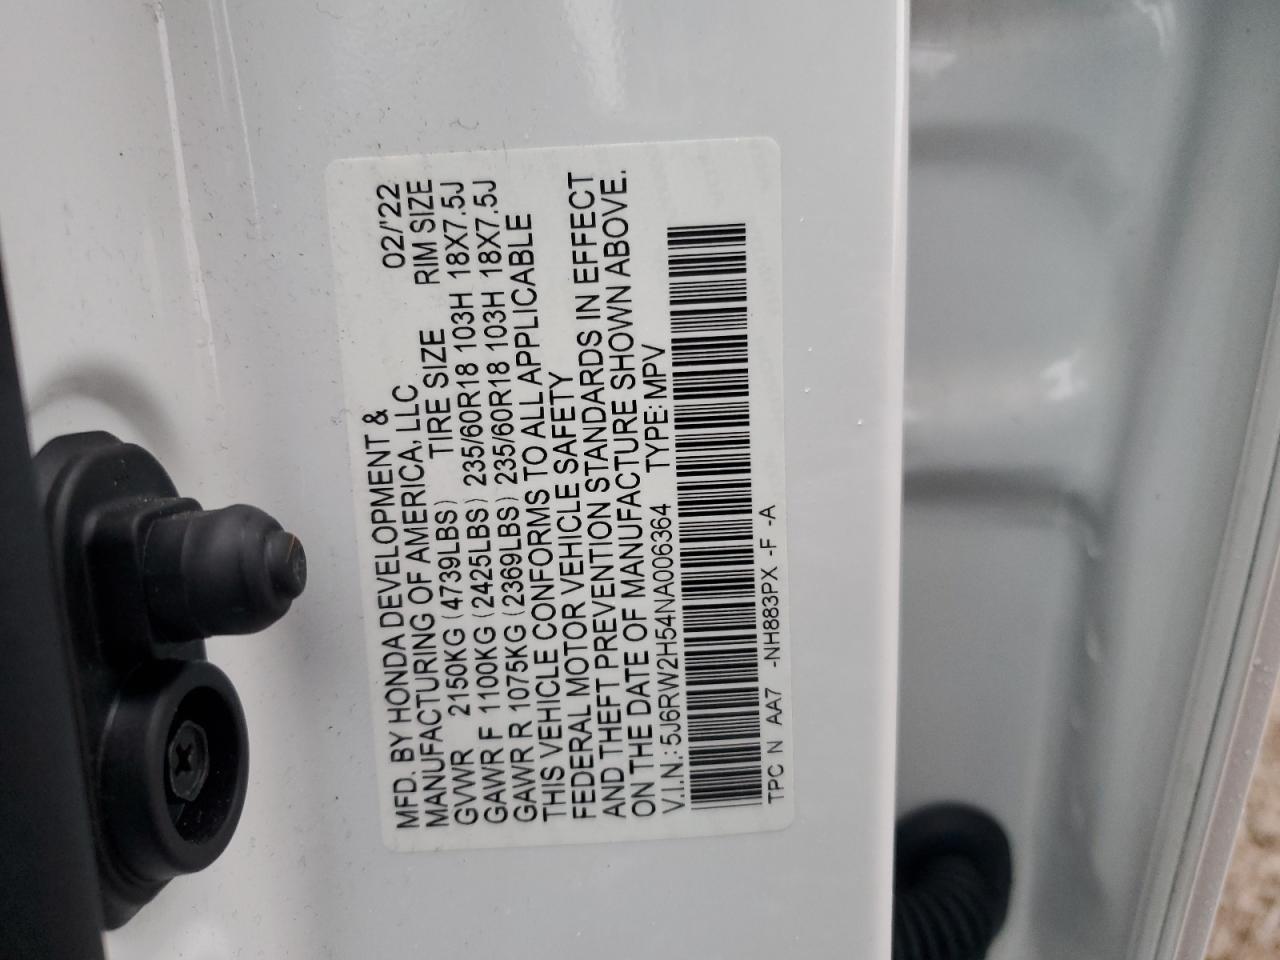 MFD. BY HONDA DEVELOPMENT & 02/'22
MANUFACTURING OF AMERICA, LLC RIM SIZE
TIRE SIZE
GVWR 2150KG (4739LBS)
GAWR F 1100KG (2425LBS) 235/60R18 103H 18X7.5J
GAWR R 1075KG (2369LBS) 235/60R18 103H 18X7.5J
THIS VEHICLE CONFORMS TO ALL APPLICABLE
FEDERAL MOTOR VEHICLE SAFETY
AND THEFT PREVENTION STANDARDS IN EFFECT
ON THE DATE OF MANUFACTURE SHOWN ABOVE.
V.I.N.: 5J6RW2H54NA006364 TYPE: MPV
TPC N AA7 -NH883PX -F -A